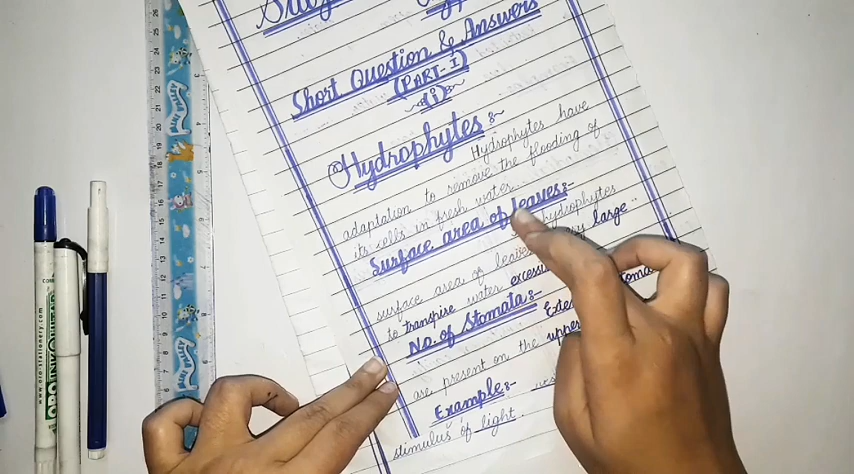 Short Question & Answers
(PART-I)
(i)
Hydrophytes:-
Hydrophytes have
adaptation to remove the flooding of
its cells in fresh water.
Surface area of leaves:-
hydrophytes
surface area of leaves large
to transpire water
No. of Stomata:-
are present on the upper
Example:-
stimulus of light.